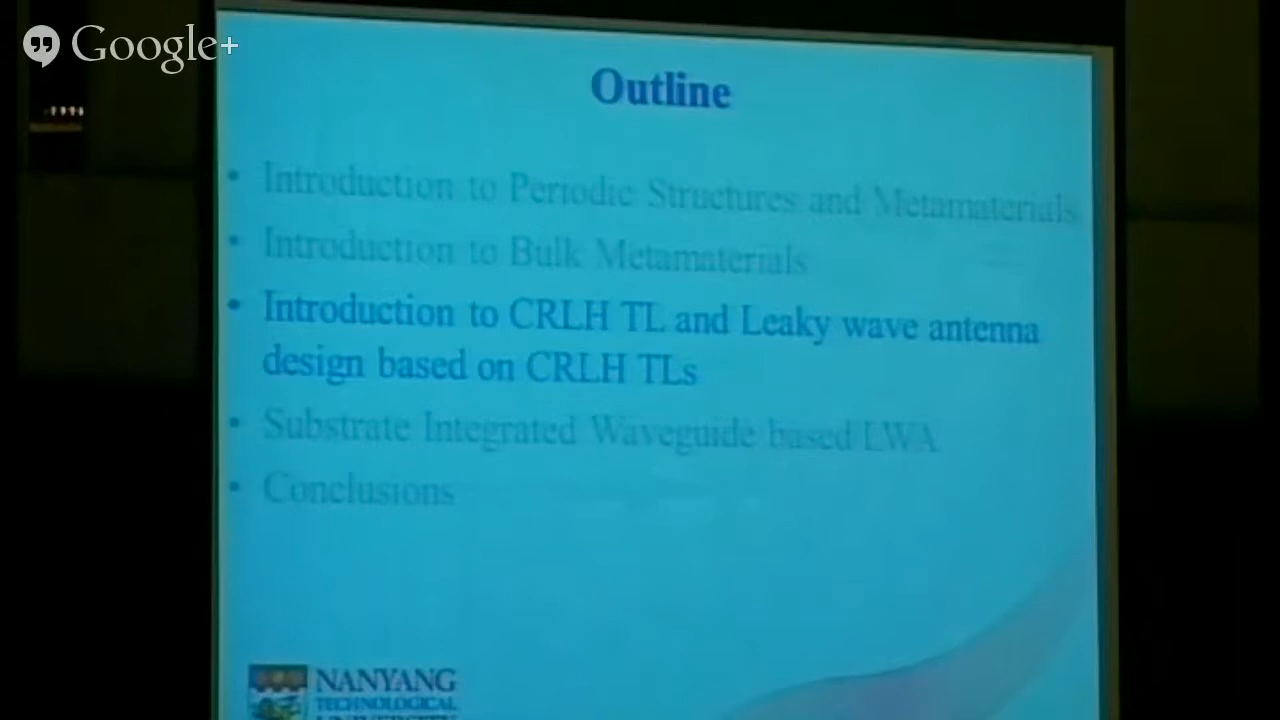 Google+
Outline
• Introduction to Periodic Structures and Metamaterials
• Introduction to Bulk Metamaterials
• Introduction to CRLH TL and Leaky wave antenna
design based on CRLH TLs
• Substrate Integrated Waveguide based LWA
• Conclusions
NANYANG
TECHNOLOGICAL
UNIVERSITY